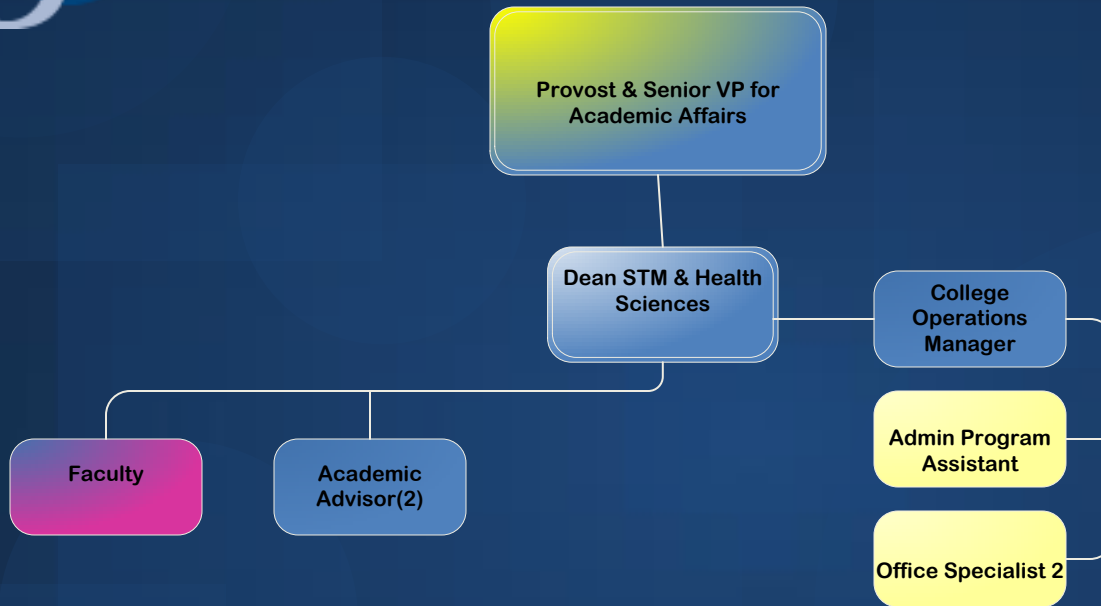 Provost & Senior VP for
Academic Affairs
Dean STM & Health
Sciences
College
Operations
Manager
Admin Program
Assistant
Office Specialist 2
Faculty
Academic
Advisor(2)